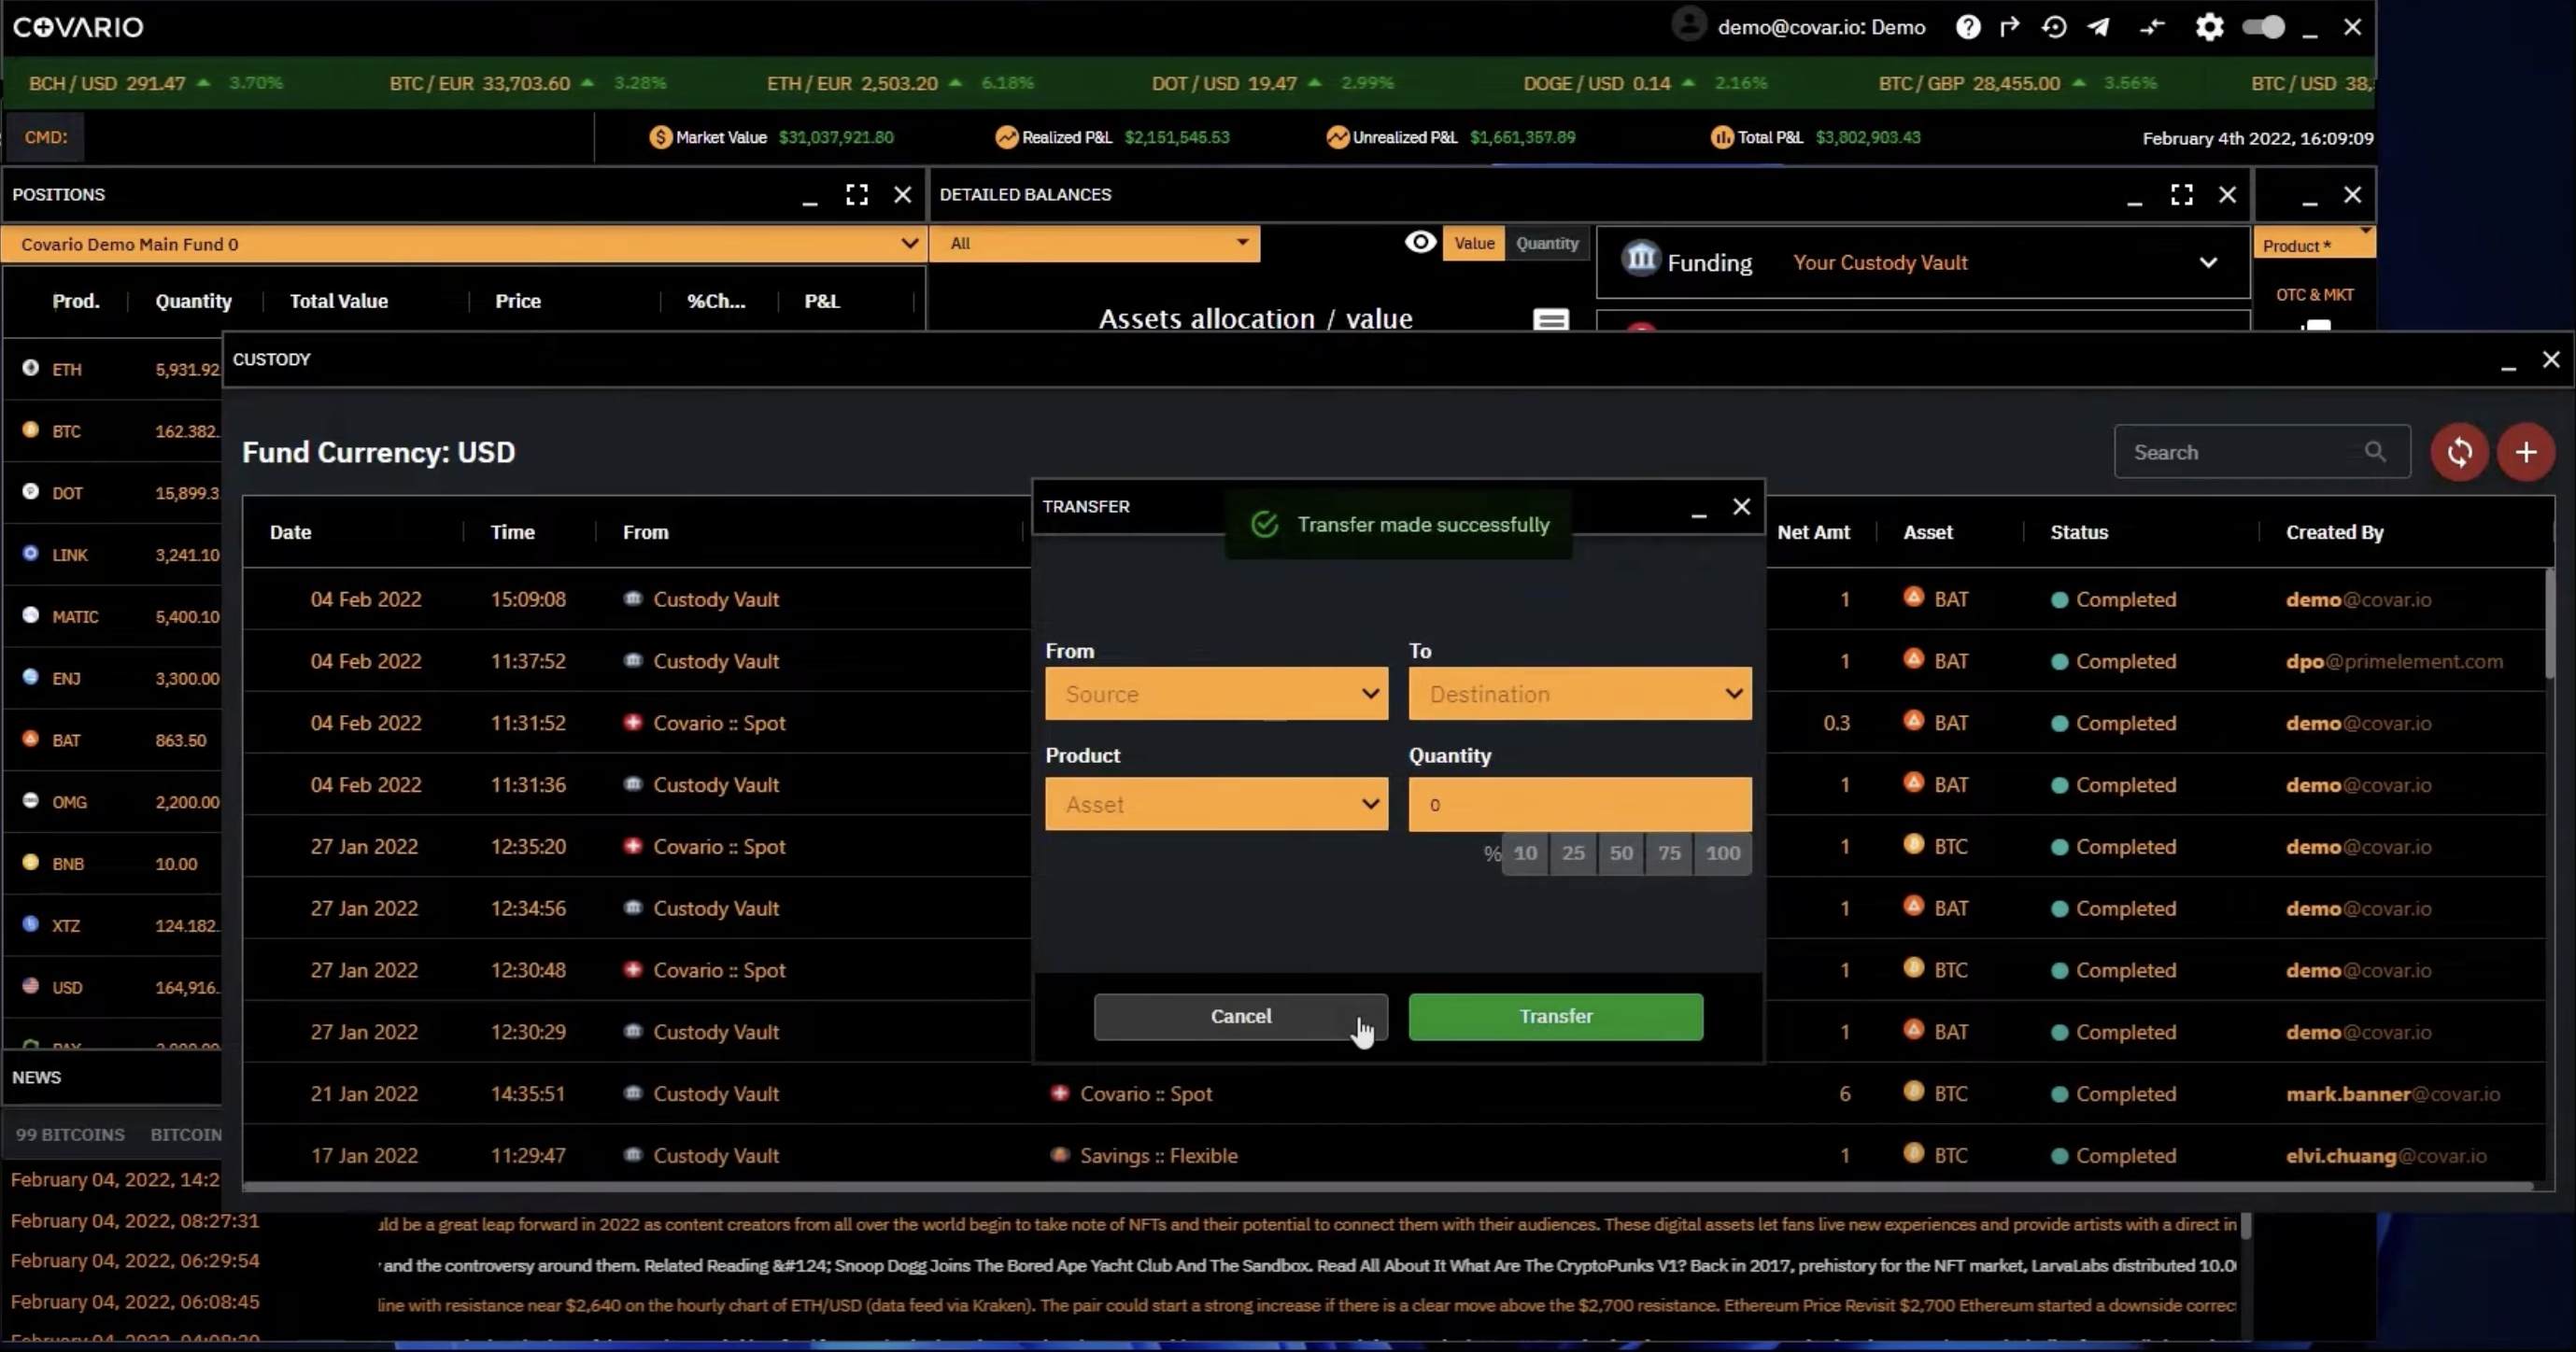 COVARIO
demo@covar.io: Demo
BCH / USD 291.47 3.70% BTC / EUR 33,703.60 3.28% ETH / EUR 2,503.20 6.18% DOT / USD 19.47 2.99% DOGE / USD 0.14 2.16% BTC / GBP 28,455.00 3.56% BTC / USD 38,
CMD: Market Value $31,037,921.80 Realized P&L $2,151,545.53 Unrealized P&L $1,651,357.89 Total P&L $3,802,903.43 February 4th 2022, 16:09:09
POSITIONS
DETAILED BALANCES
Covario Demo Main Fund 0
All
Value Quantity
Funding Your Custody Vault
Product *
OTC & MKT
Prod. Quantity Total Value Price %Ch... P&L
Assets allocation / value
ETH 5,931.92
BTC 162.382.
DOT 15,899.3
LINK 3,241.10
MATIC 5,400.10
ENJ 3,300.00
BAT 863.50
OMG 2,200.00
BNB 10.00
XTZ 124.182.
USD 164,916.
CUSTODY
Fund Currency: USD
Search
Date Time From Net Amt Asset Status Created By
04 Feb 2022 15:09:08 Custody Vault 1 BAT Completed demo@covar.io
04 Feb 2022 11:37:52 Custody Vault 1 BAT Completed dpo@primelement.com
04 Feb 2022 11:31:52 Covario :: Spot 0.3 BAT Completed demo@covar.io
04 Feb 2022 11:31:36 Custody Vault 1 BAT Completed demo@covar.io
27 Jan 2022 12:35:20 Covario :: Spot 1 BTC Completed demo@covar.io
27 Jan 2022 12:34:56 Custody Vault 1 BAT Completed demo@covar.io
27 Jan 2022 12:30:48 Covario :: Spot 1 BTC Completed demo@covar.io
27 Jan 2022 12:30:29 Custody Vault 1 BAT Completed demo@covar.io
21 Jan 2022 14:35:51 Custody Vault Covario :: Spot 6 BTC Completed mark.banner@covar.io
17 Jan 2022 11:29:47 Custody Vault Savings :: Flexible 1 BTC Completed elvi.chuang@covar.io
TRANSFER
Transfer made successfully
From To
Source Destination
Product Quantity
Asset 0
% 10 25 50 75 100
Cancel Transfer
NEWS
99 BITCOINS BITCOIN
February 04, 2022, 14:2
February 04, 2022, 08:27:31 uld be a great leap forward in 2022 as content creators from all over the world begin to take note of NFTs and their potential to connect them with their audiences. These digital assets let fans live new experiences and provide artists with a direct in
February 04, 2022, 06:29:54 and the controversy around them. Related Reading &#124; Snoop Dogg Joins The Bored Ape Yacht Club And The Sandbox. Read All About It What Are The CryptoPunks V1? Back in 2017, prehistory for the NFT market, LarvaLabs distributed 10.0
February 04, 2022, 06:08:45 line with resistance near $2,640 on the hourly chart of ETH/USD (data feed via Kraken). The pair could start a strong increase if there is a clear move above the $2,700 resistance. Ethereum Price Revisit $2,700 Ethereum started a downside correc